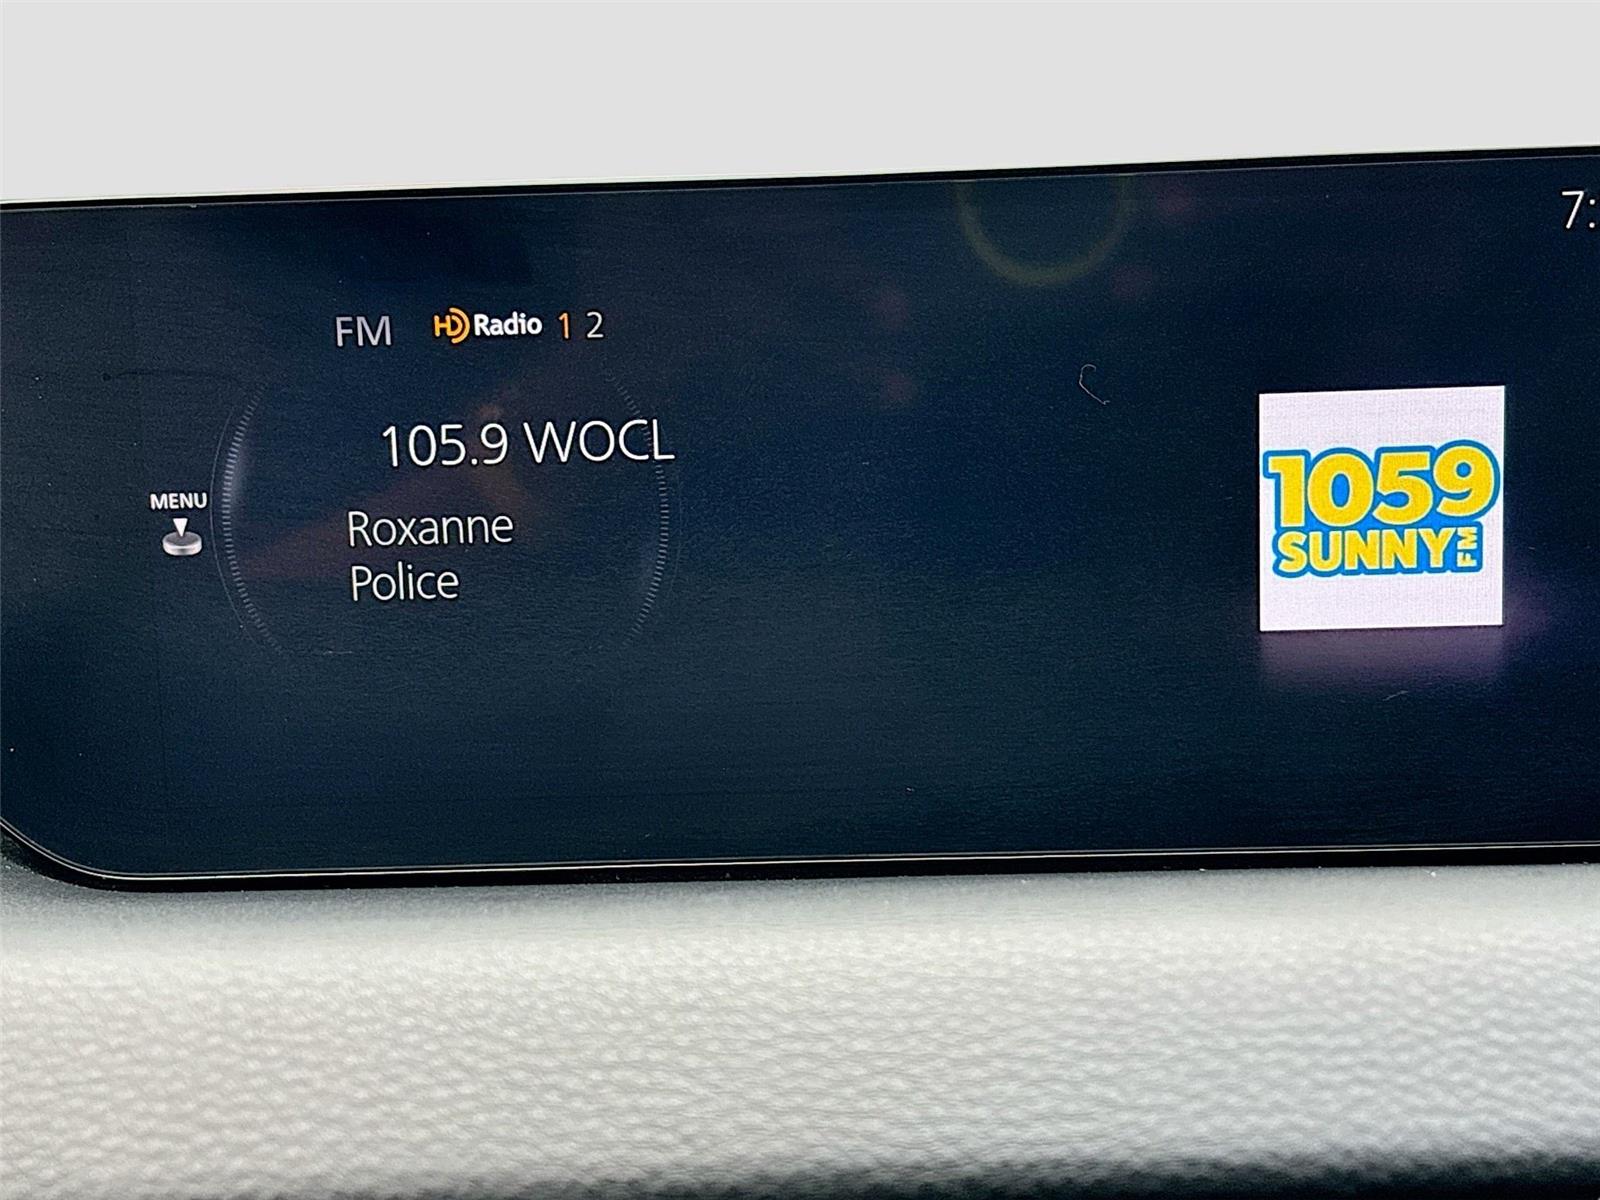 7:
FM HD Radio 1 2
105.9 WOCL
MENU
Roxanne
Police
1059
SUNNY FM